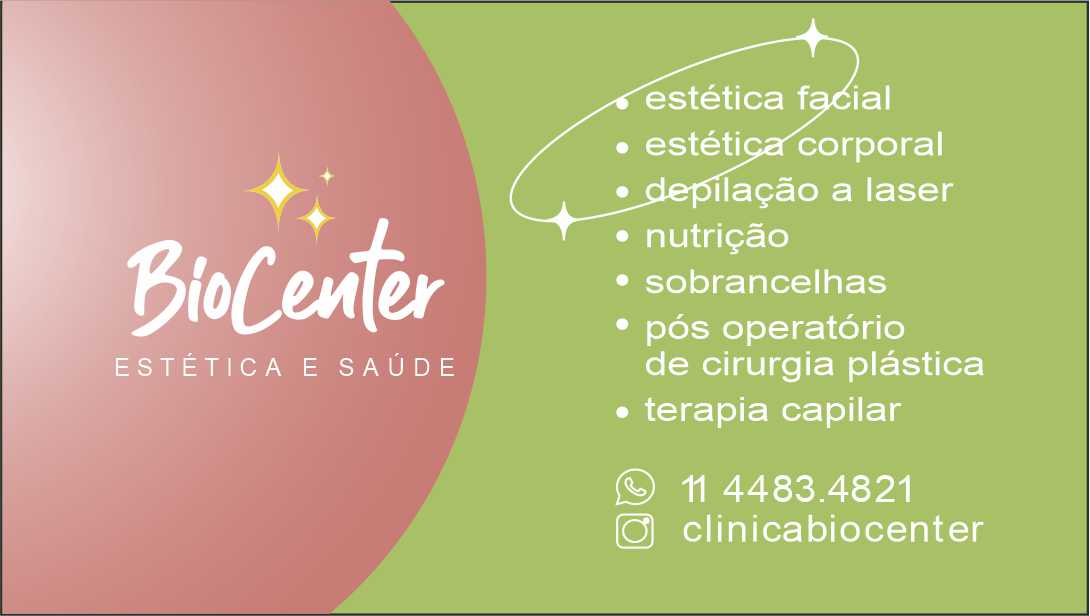 BioCenter
ESTÉTICA E SAÚDE
• estética facial
• estética corporal
• depilação a laser
• nutrição
• sobrancelhas
• pós operatório
de cirurgia plástica
• terapia capilar
11 4483.4821
clinicabiocenter